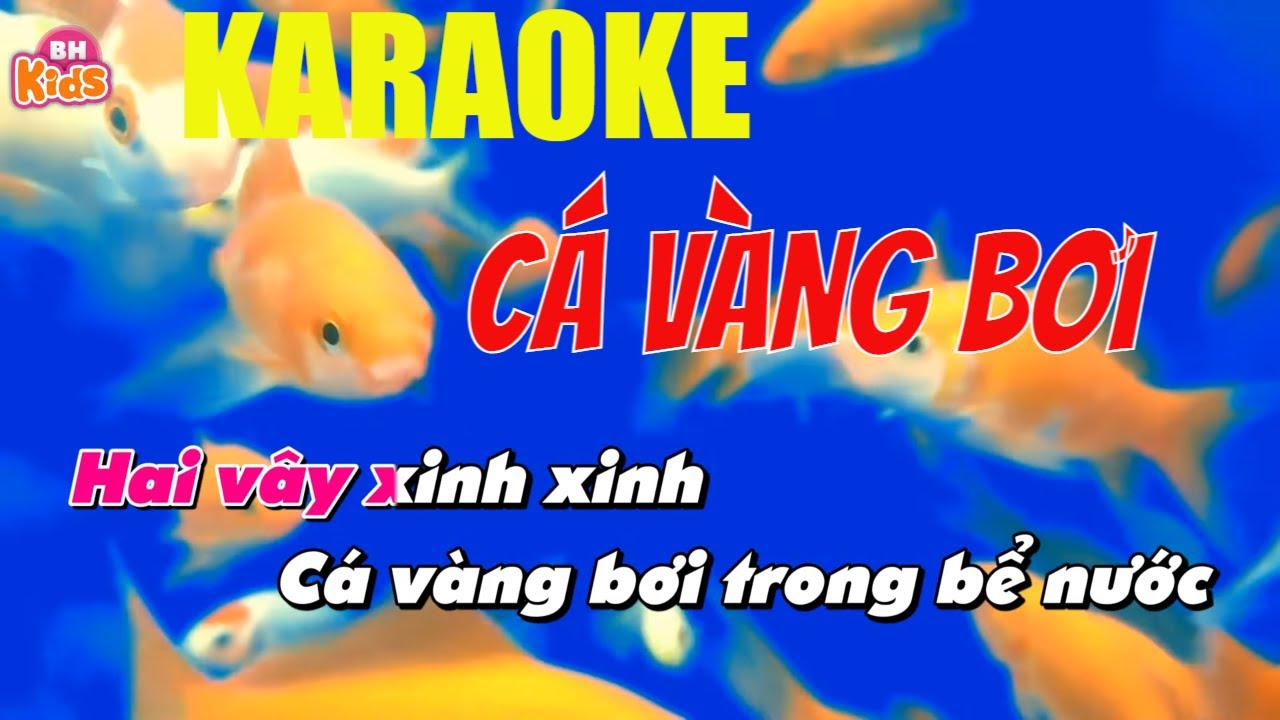 BH
Kids
KARAOKE
CÁ VÀNG BƠI
Hai vây xinh xinh
Cá vàng bơi trong bể nước